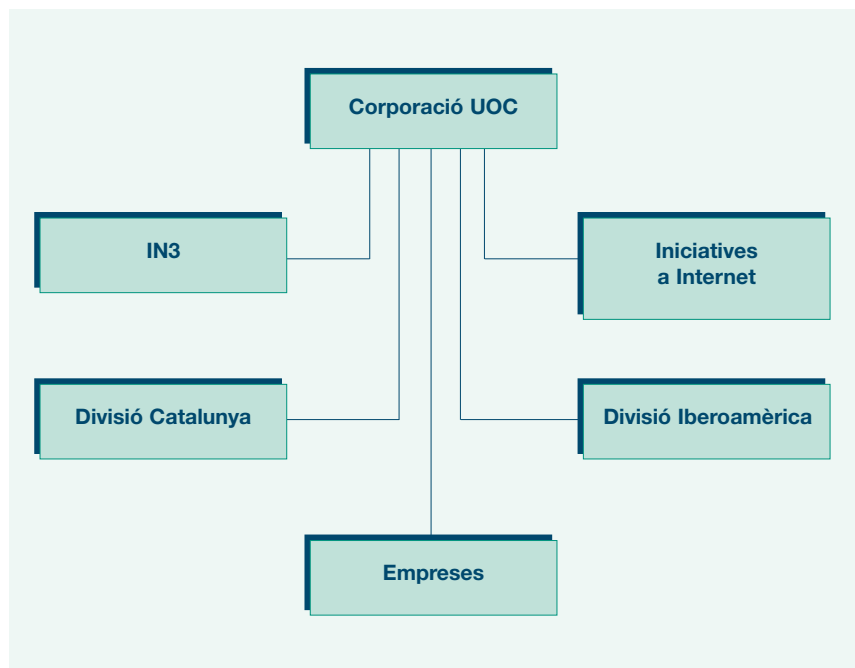 Corporació UOC
IN3
Iniciatives
a Internet
Divisió Catalunya
Divisió Iberoamèrica
Empreses